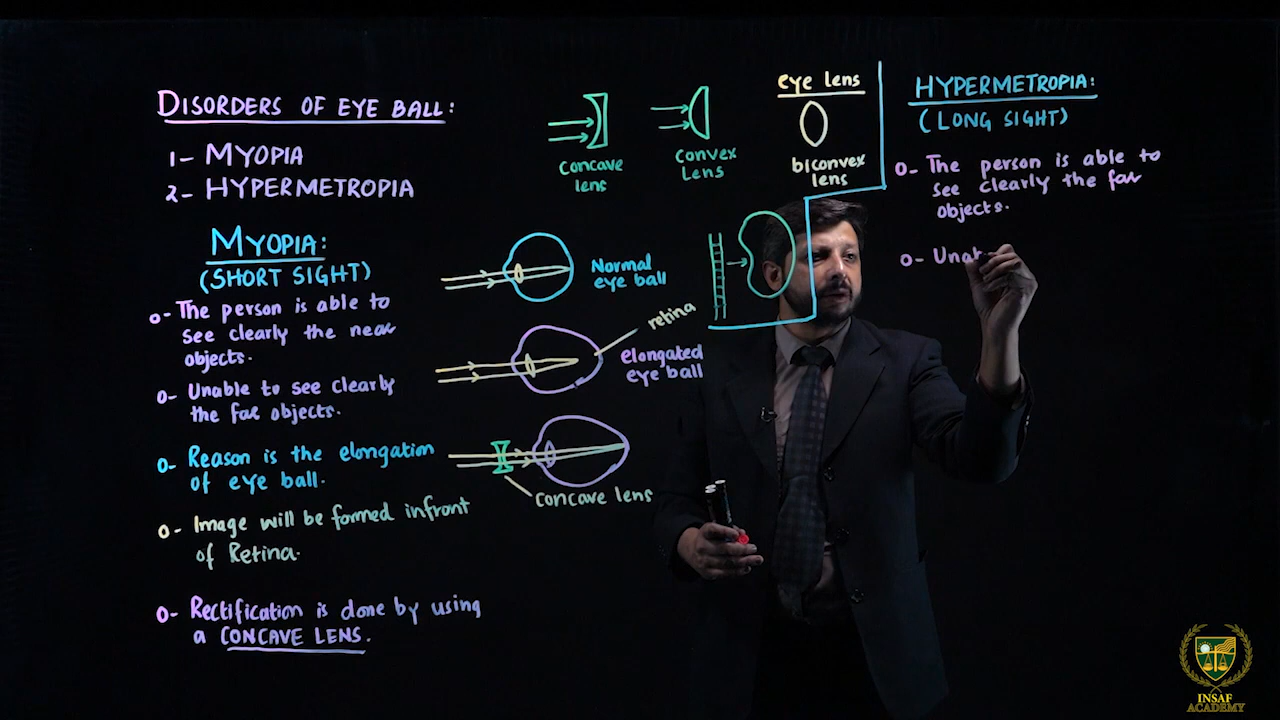 DISORDERS OF EYE BALL:
1- MYOPIA
2- HYPERMETROPIA
MYOPIA:
(SHORT SIGHT)
o- The person is able to
see clearly the near
objects.
o- Unable to see clearly
the far objects.
o- Reason is the elongation
of eye ball.
o- Image will be formed infront
of Retina.
o- Rectification is done by using
a CONCAVE LENS.
concave
lens
Convex
Lens
eye lens
biconvex
lens
Normal
eye ball
retina
elongated
eye ball
concave lens
HYPERMETROPIA:
(LONG SIGHT)
o- The person is able to
see clearly the far
objects.
o- Unab
INSAF
ACADEMY